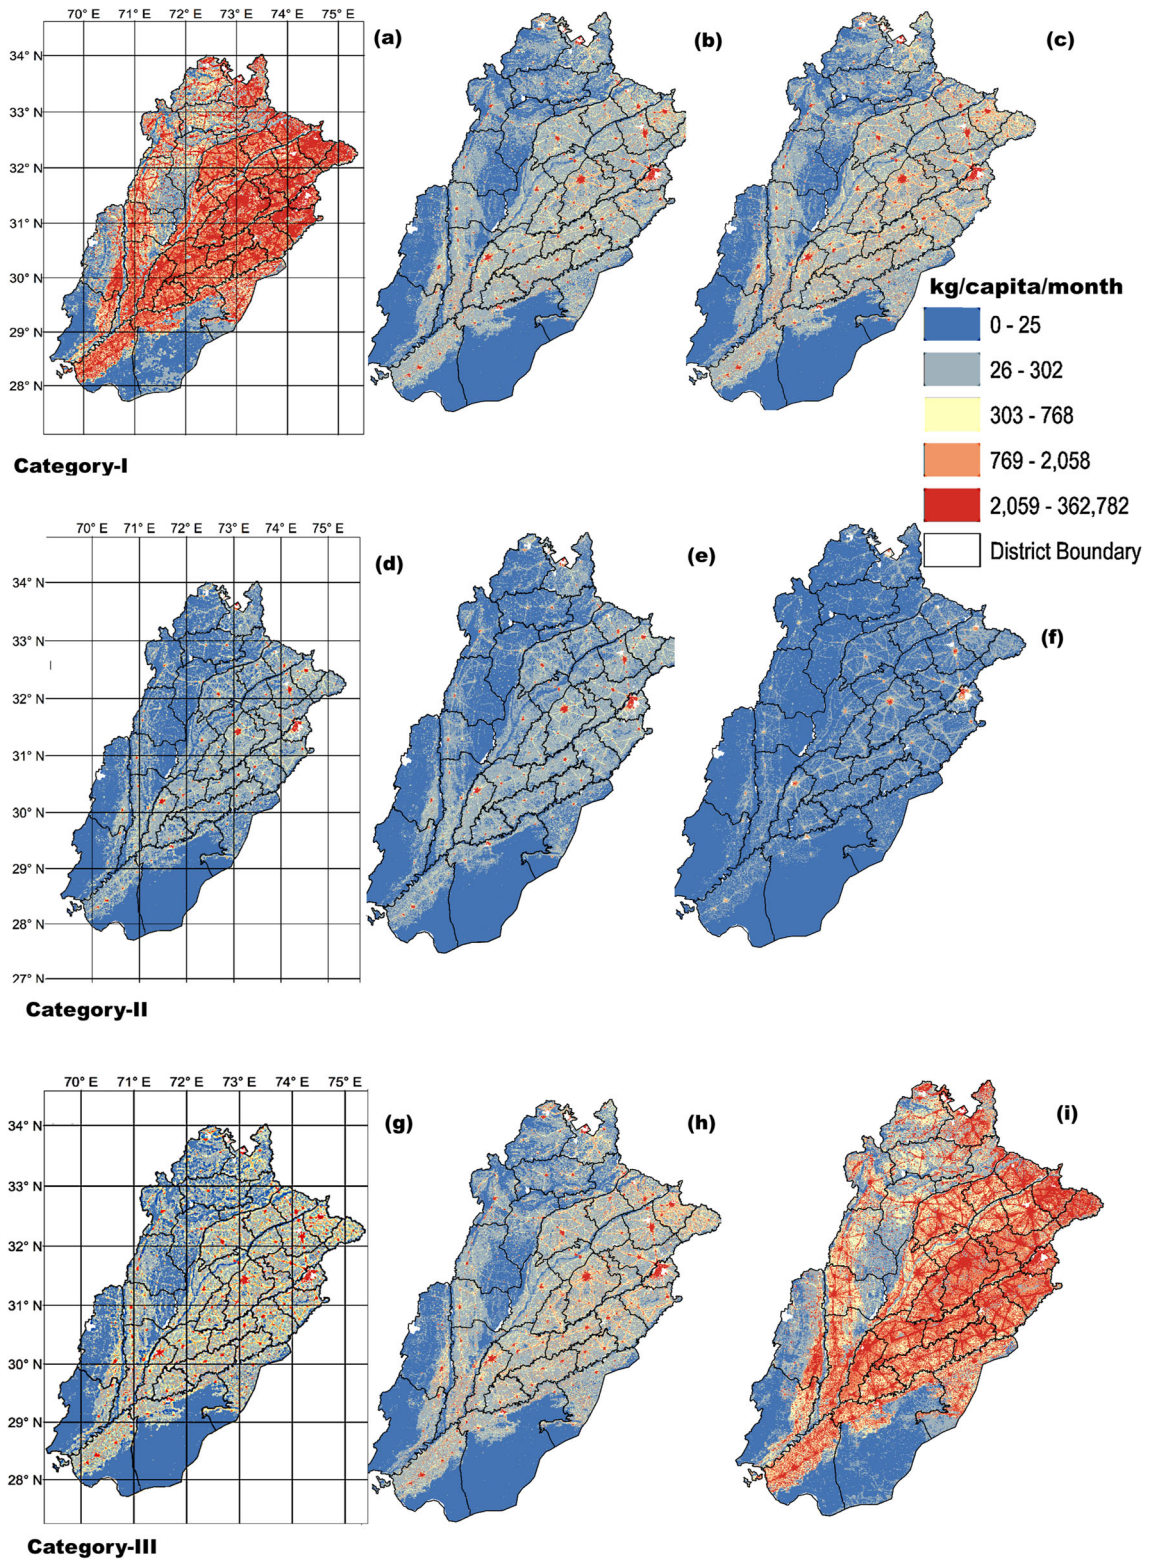 70° E 71° E 72° E 73° E 74° E 75° E
(a)
(b)
(c)
34° N
33° N
32° N
31° N
30° N
29° N
28° N
kg/capita/month
0 - 25
26 - 302
303 - 768
769 - 2,058
2,059 - 362,782
District Boundary
Category-I
70° E 71° E 72° E 73° E 74° E 75° E
(d)
(e)
(f)
34° N
33° N
32° N
31° N
30° N
29° N
28° N
27° N
Category-II
70° E 71° E 72° E 73° E 74° E 75° E
(g)
(h)
(i)
34° N
33° N
32° N
31° N
30° N
29° N
28° N
Category-III